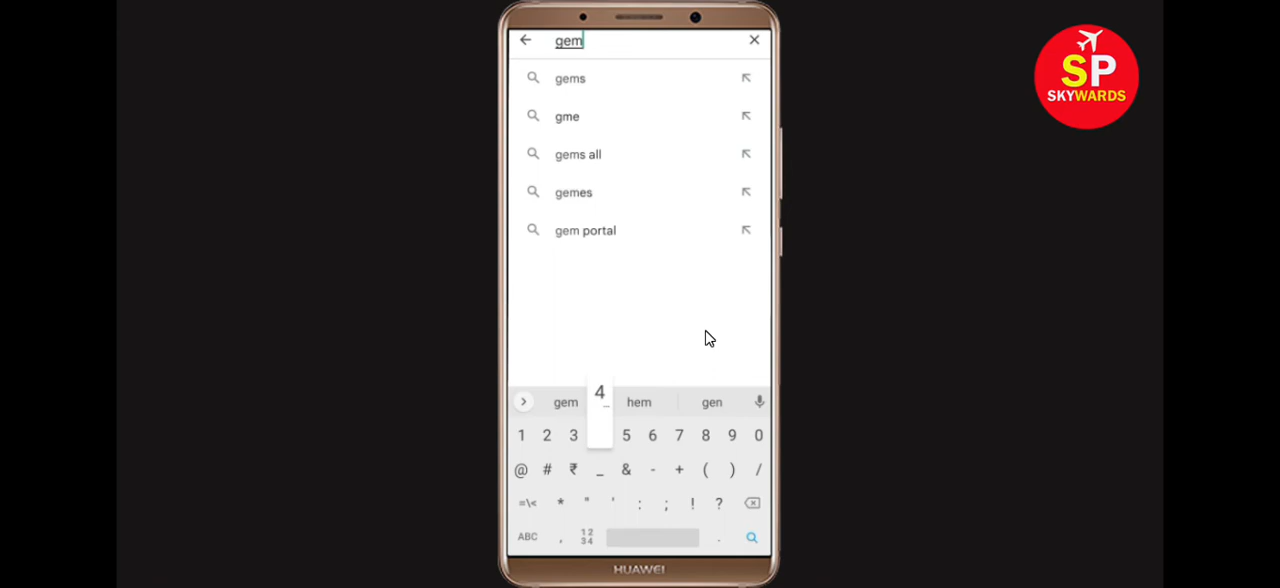 gem
SP
SKYWARDS
gems
gme
gems all
gemes
gem portal
4
_
gem hem gen
1 2 3 5 6 7 8 9 0
@ # ₹ _ & - + ( ) /
=\< * " ' : ; ! ?
ABC , 12 34 .
HUAWEI